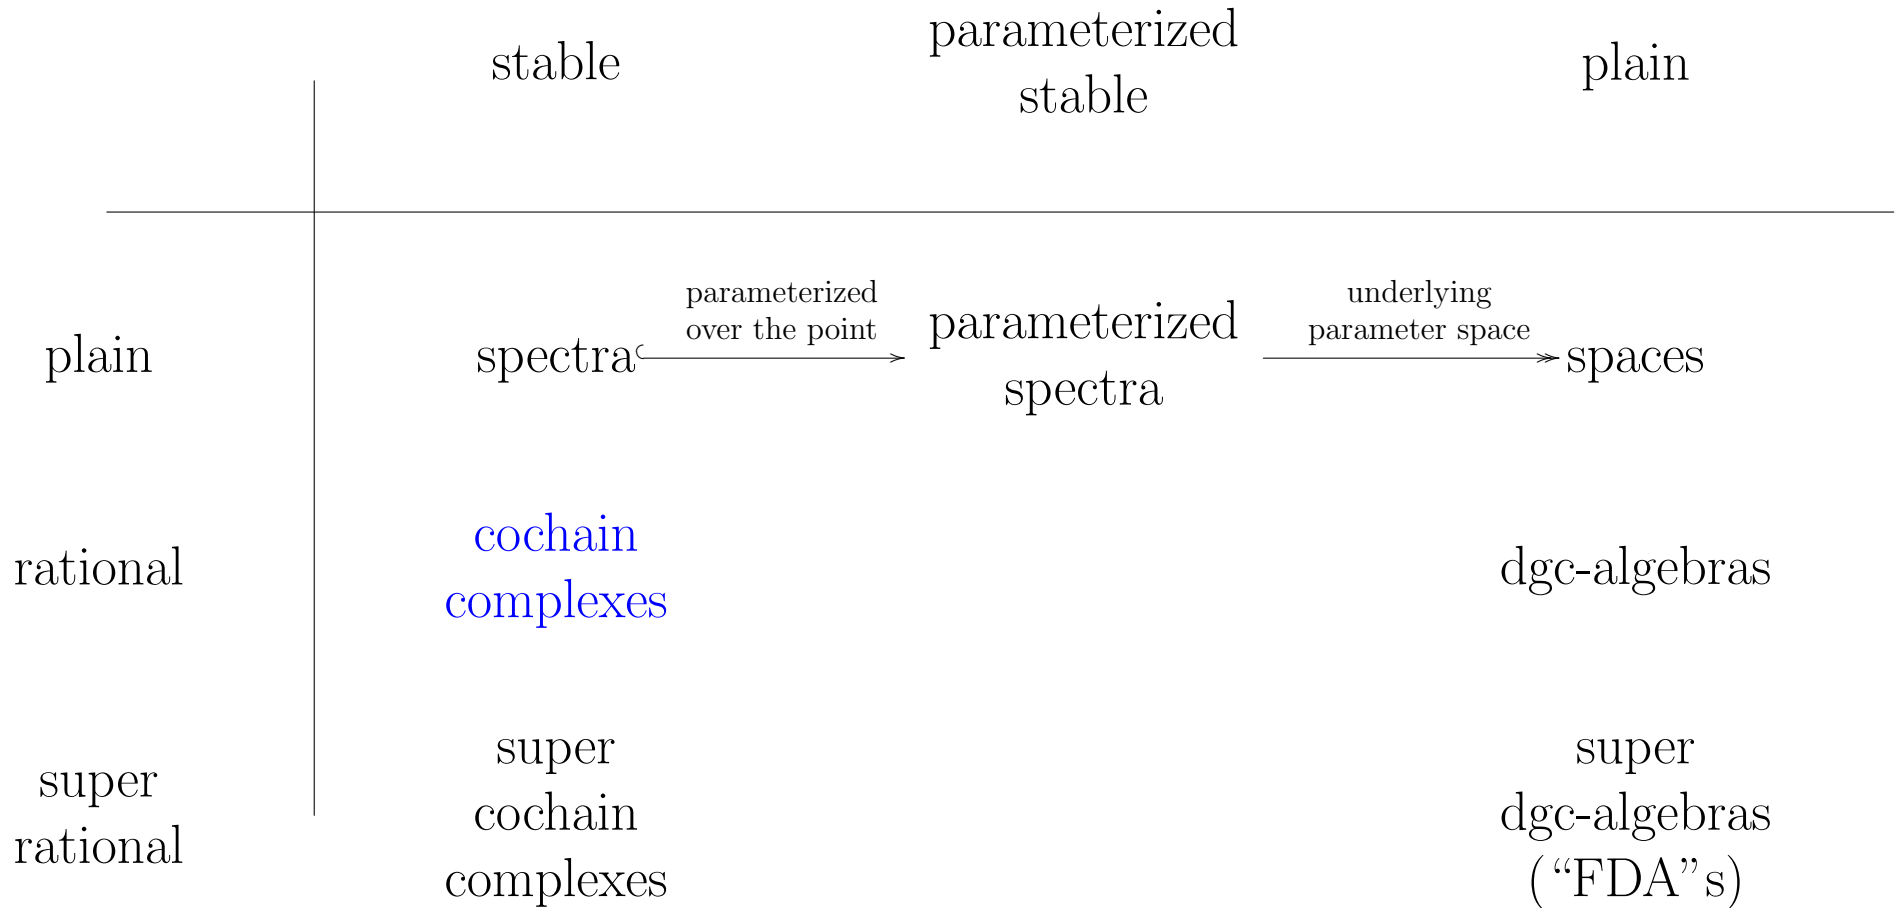 stable
parameterized
stable
plain
plain
spectra
parameterized
over the point
parameterized
spectra
underlying
parameter space
spaces
rational
cochain
complexes
dgc-algebras
super
rational
super
cochain
complexes
super
dgc-algebras
(“FDA”s)